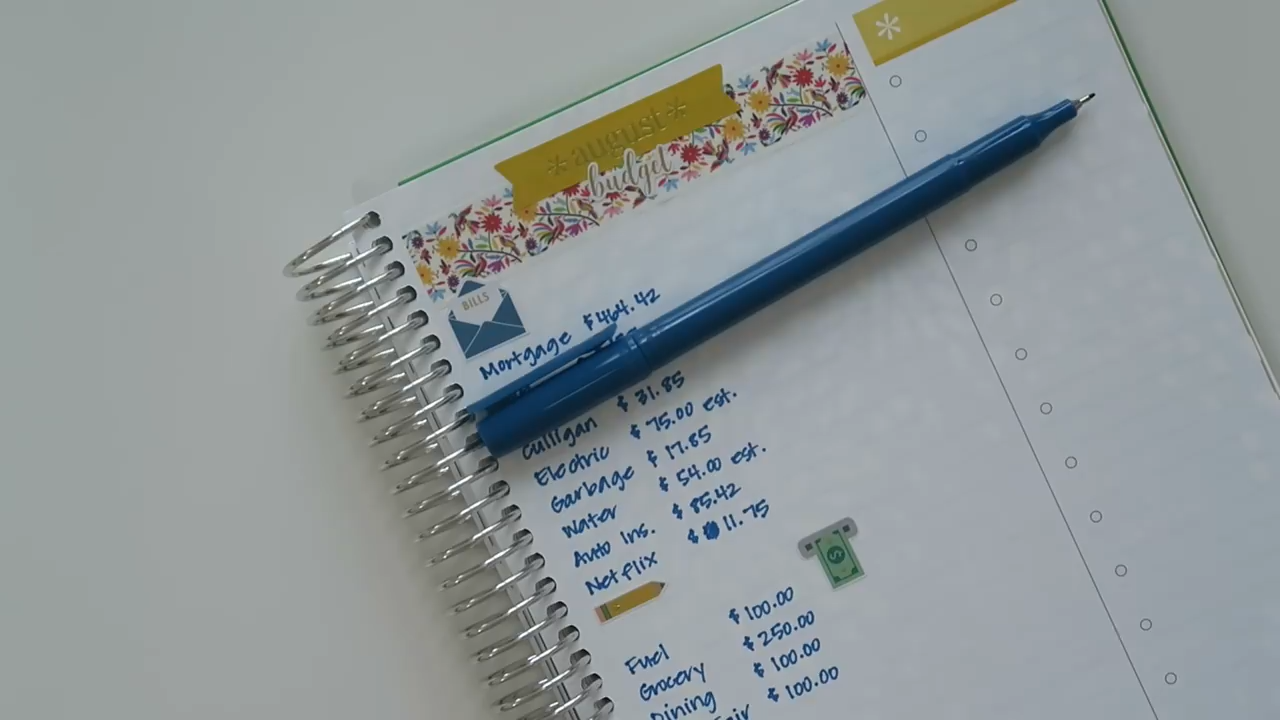 *august*
budget
BILLS
Mortgage $464.42
Culligan $31.85
Electric $75.00 est.
Garbage $17.85
Water $54.00 est.
Auto Ins. $85.42
Netflix $11.75
Fuel $100.00
Grocery $250.00
Dining $100.00
$100.00